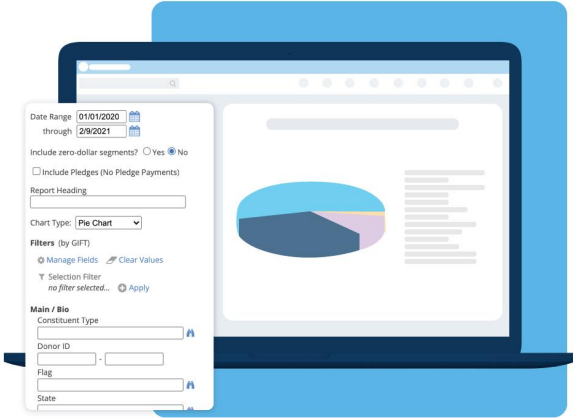 Date Range 01/01/2020
through 2/9/2021
Include zero-dollar segments? Yes No
Include Pledges (No Pledge Payments)
Report Heading
Chart Type: Pie Chart
Filters (by GIFT)
Manage Fields Clear Values
Selection Filter
no filter selected... Apply
Main / Bio
Constituent Type
Donor ID
-
Flag
State